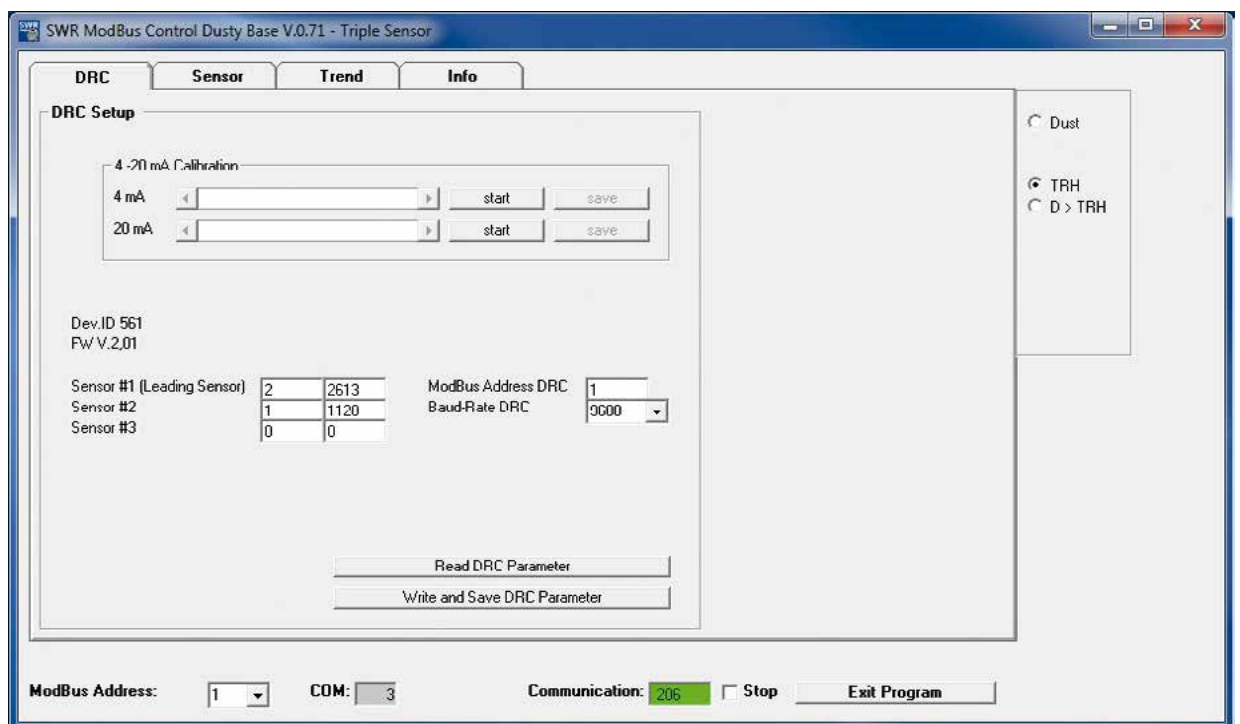 SWR ModBus Control Dusty Base V.0.71 - Triple Sensor
DRC Sensor Trend Info
DRC Setup
Dust
4 -20 mA Calibration
TRH
4 mA start save
D > TRH
20 mA start save
Dev.ID 561
FW V.2,01
Sensor #1 (Leading Sensor) 2 2613 ModBus Address DRC 1
Sensor #2 1 1120 Baud-Rate DRC 9600
Sensor #3 0 0
Read DRC Parameter
Write and Save DRC Parameter
ModBus Address: 1 COM: 3 Communication: 206 Stop Exit Program